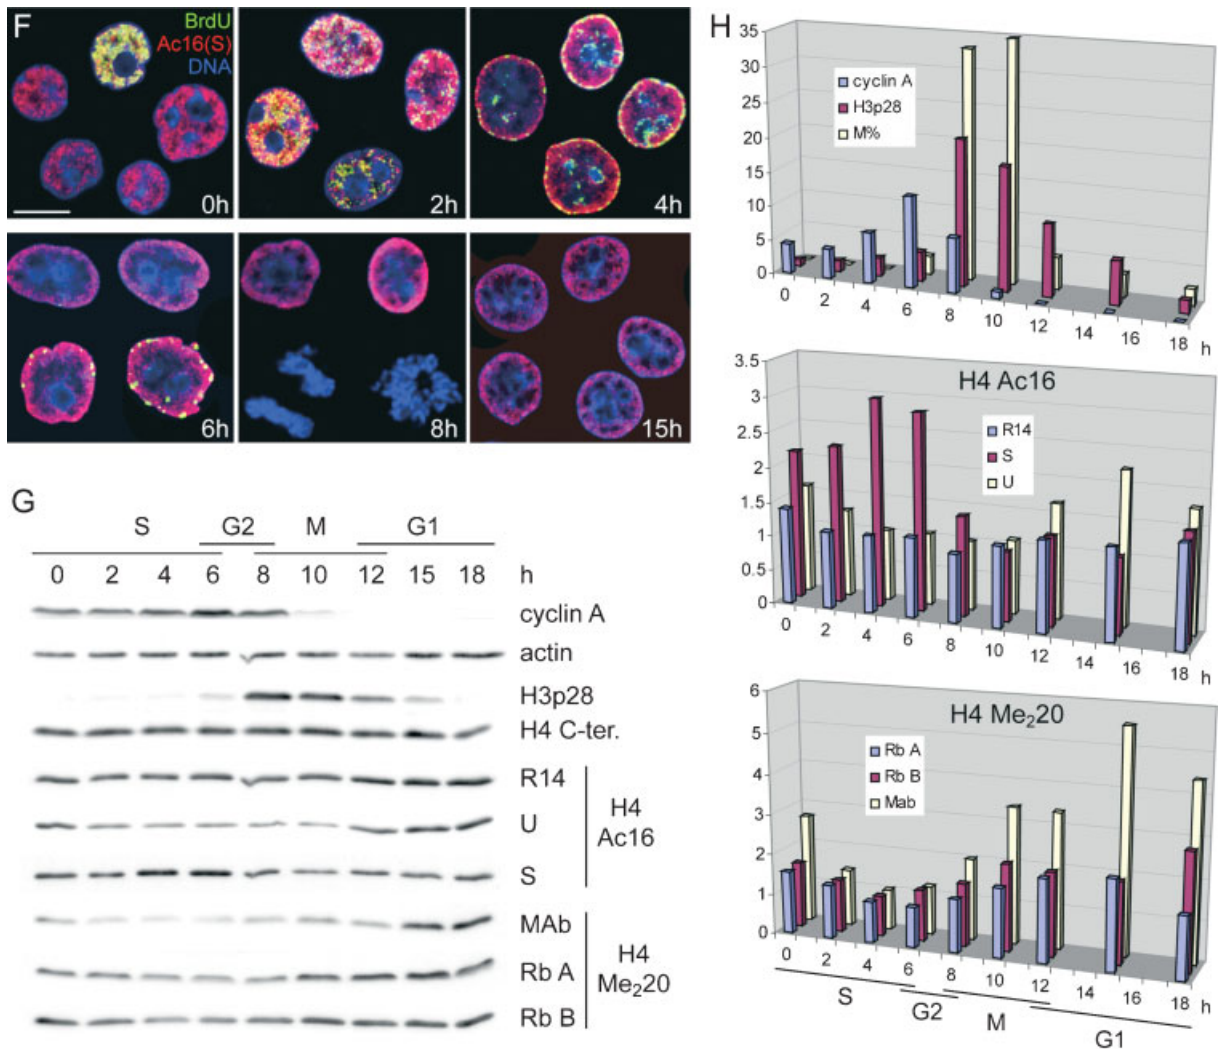 F
BrdU
Ac16(S)
DNA
0h
2h
4h
6h
8h
15h
G
S G2 M G1
0 2 4 6 8 10 12 15 18 h
cyclin A
actin
H3p28
H4 C-ter.
R14
U
S
H4
Ac16
MAb
Rb A
Rb B
H4
Me₂20
H
35
30
25
20
15
10
5
0
cyclin A
H3p28
M%
0 2 4 6 8 10 12 14 16 18 h
H4 Ac16
3.5
3
2.5
2
1.5
1
0.5
0
R14
S
U
0 2 4 6 8 10 12 14 16 18 h
H4 Me₂20
6
5
4
3
2
1
0
Rb A
Rb B
Mab
0 2 4 6 8 10 12 14 16 18 h
S G2 M G1